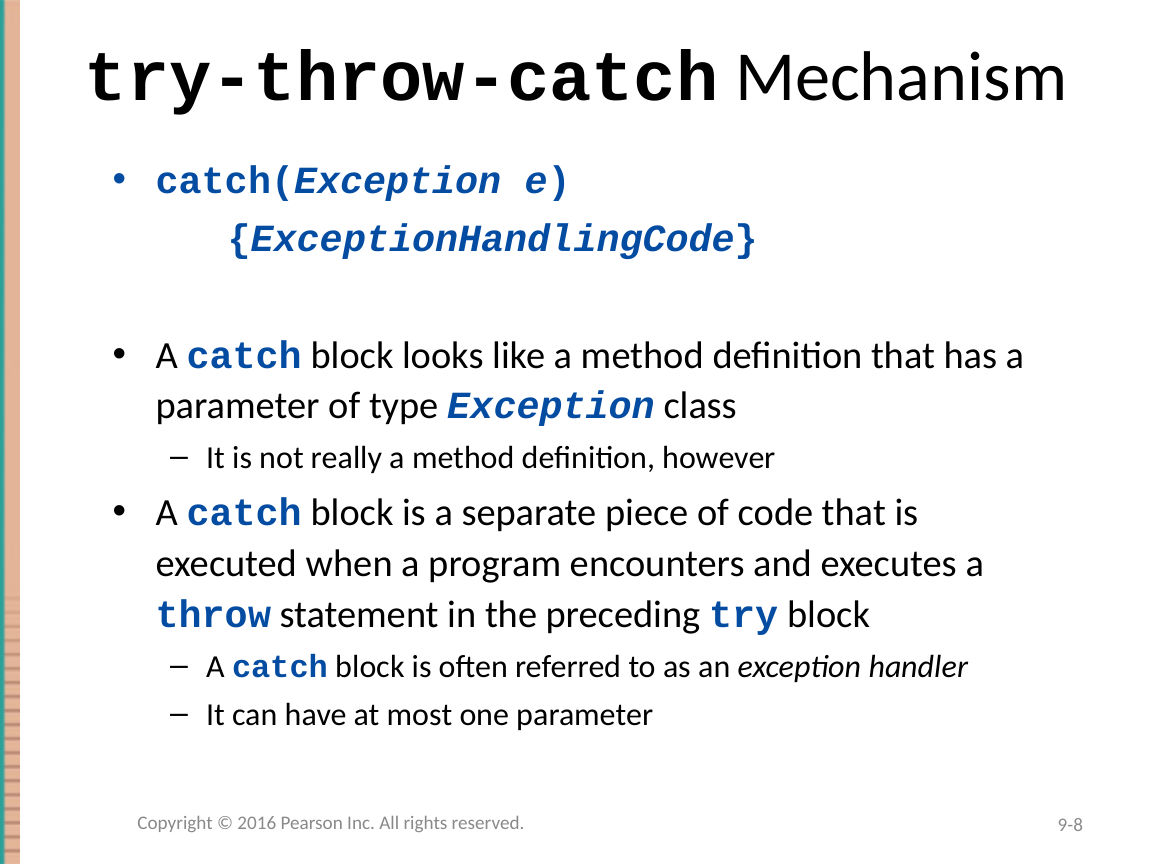 try-throw-catch Mechanism
• catch(Exception e)
{ExceptionHandlingCode}
• A catch block looks like a method definition that has a
parameter of type Exception class
– It is not really a method definition, however
• A catch block is a separate piece of code that is
executed when a program encounters and executes a
throw statement in the preceding try block
– A catch block is often referred to as an exception handler
– It can have at most one parameter
Copyright © 2016 Pearson Inc. All rights reserved.
9-8